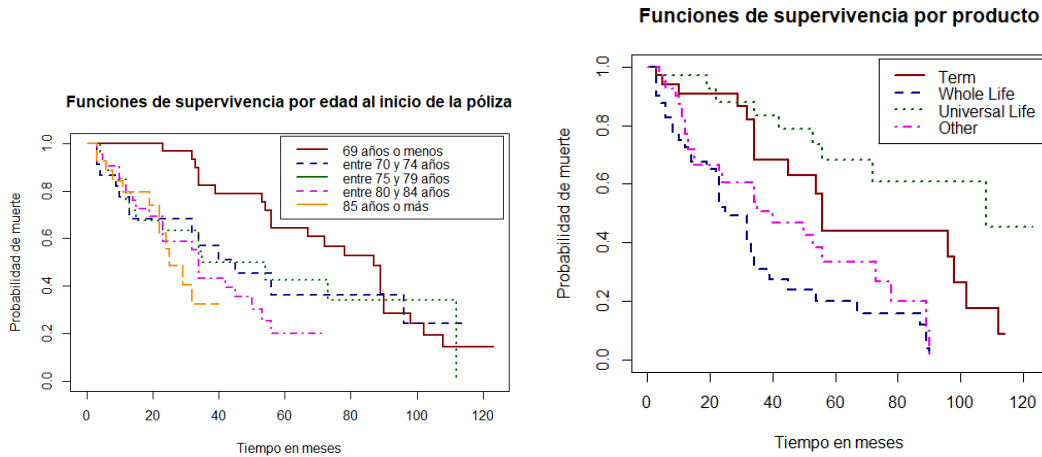 Funciones de supervivencia por edad al inicio de la póliza
Probabilidad de muerte
1.0
0.8
0.6
0.4
0.2
0.0
69 años o menos
entre 70 y 74 años
entre 75 y 79 años
entre 80 y 84 años
85 años o más
0 20 40 60 80 100 120
Tiempo en meses
Funciones de supervivencia por producto
Probabilidad de muerte
1.0
0.8
0.6
0.4
0.2
0.0
Term
Whole Life
Universal Life
Other
0 20 40 60 80 100 120
Tiempo en meses